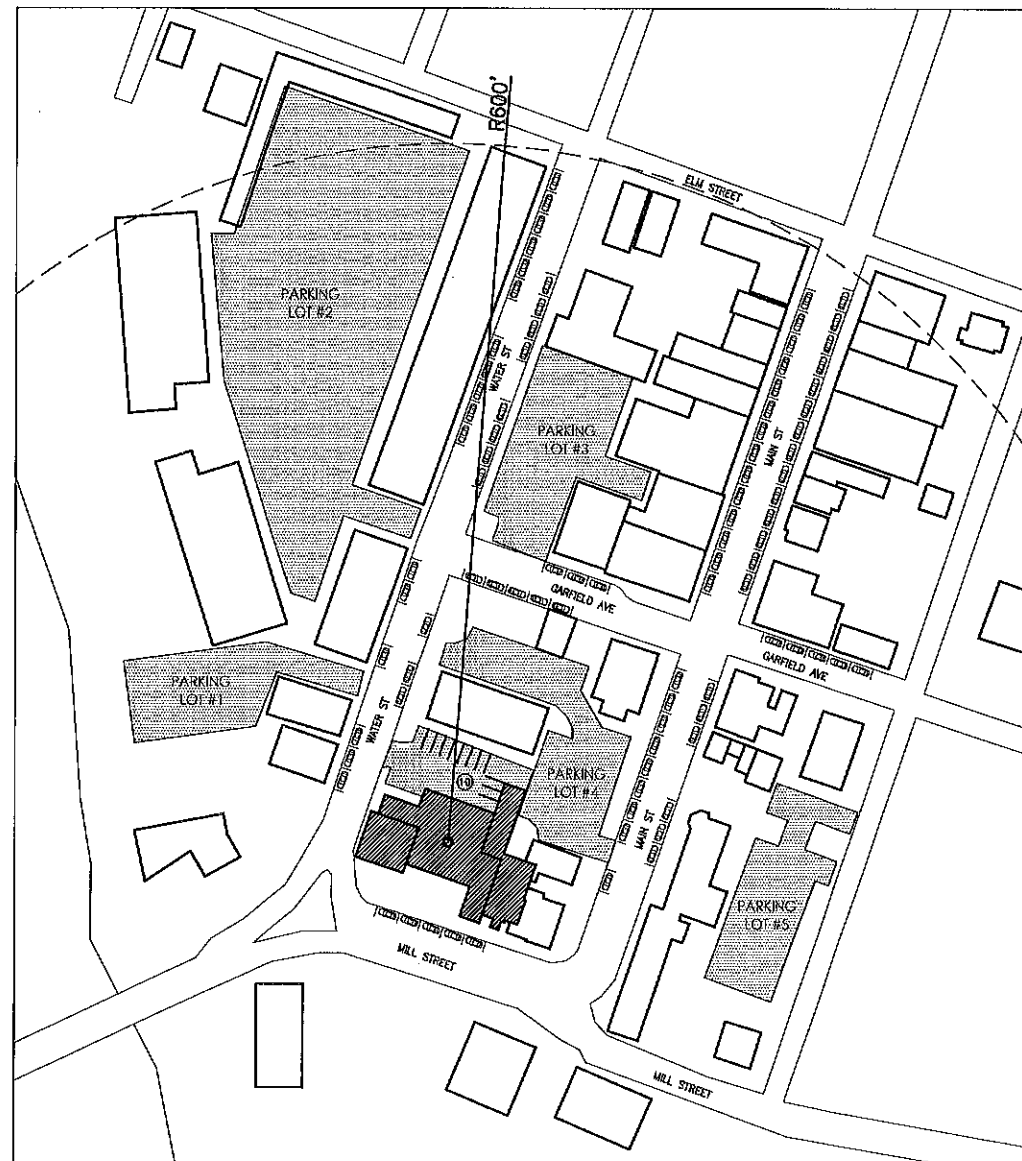 R600'
ELM STREET
PARKING
LOT #2
WATER ST
PARKING
LOT #3
MAIN ST
GARFIELD AVE
GARFIELD AVE
PARKING
LOT #1
WATER ST
19
PARKING
LOT #4
MAIN ST
PARKING
LOT #5
MILL STREET
MILL STREET